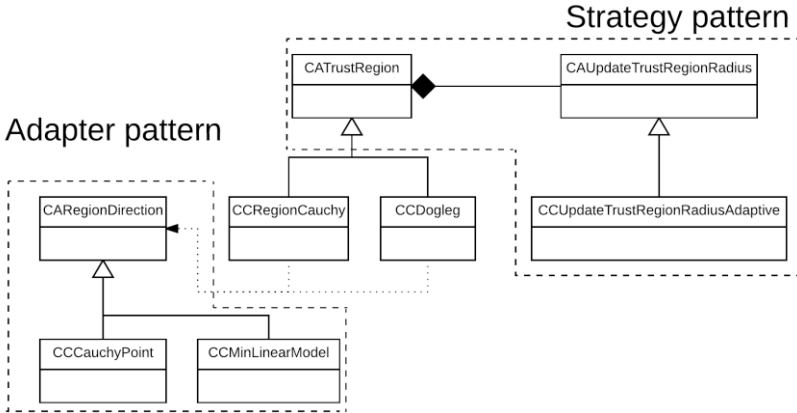 Strategy pattern
CATrustRegion
CAUpdateTrustRegionRadius
Adapter pattern
CARegionDirection
CCRegionCauchy
CCDogleg
CCUpdateTrustRegionRadiusAdaptive
CCCauchyPoint
CCMinLinearModel